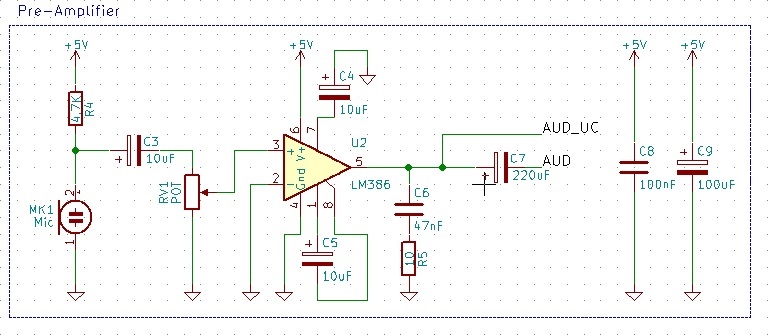 Pre-Amplifier
+5V
+5V
+5V
+5V
C4
+
10uF
4.7K
R4
C3
+
10uF
6
7
U2
3
+
V+
5
LM386
2
-
Gnd
4
1
8
AUD_UC
C7
AUD
+
220uF
C8
100nF
C9
+
100uF
RV1
POT
MK1
Mic
2
1
C6
47nF
C5
+
10uF
10
R5